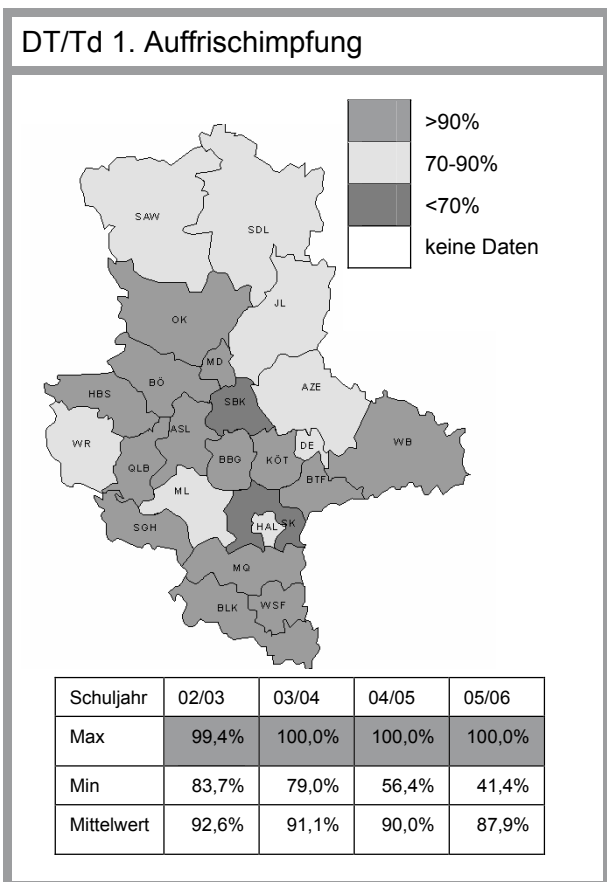 DT/Td 1. Auffrischimpfung
>90%
70-90%
<70%
keine Daten
SAW
SDL
JL
OK
MD
BÖ
AZE
HBS
SBK
ASL
WR
DE
WB
QLB
BBG
KÖT
BTF
ML
SGH
HAL
SK
MQ
BLK
WSF
Schuljahr 02/03 03/04 04/05 05/06
Max 99,4% 100,0% 100,0% 100,0%
Min 83,7% 79,0% 56,4% 41,4%
Mittelwert 92,6% 91,1% 90,0% 87,9%